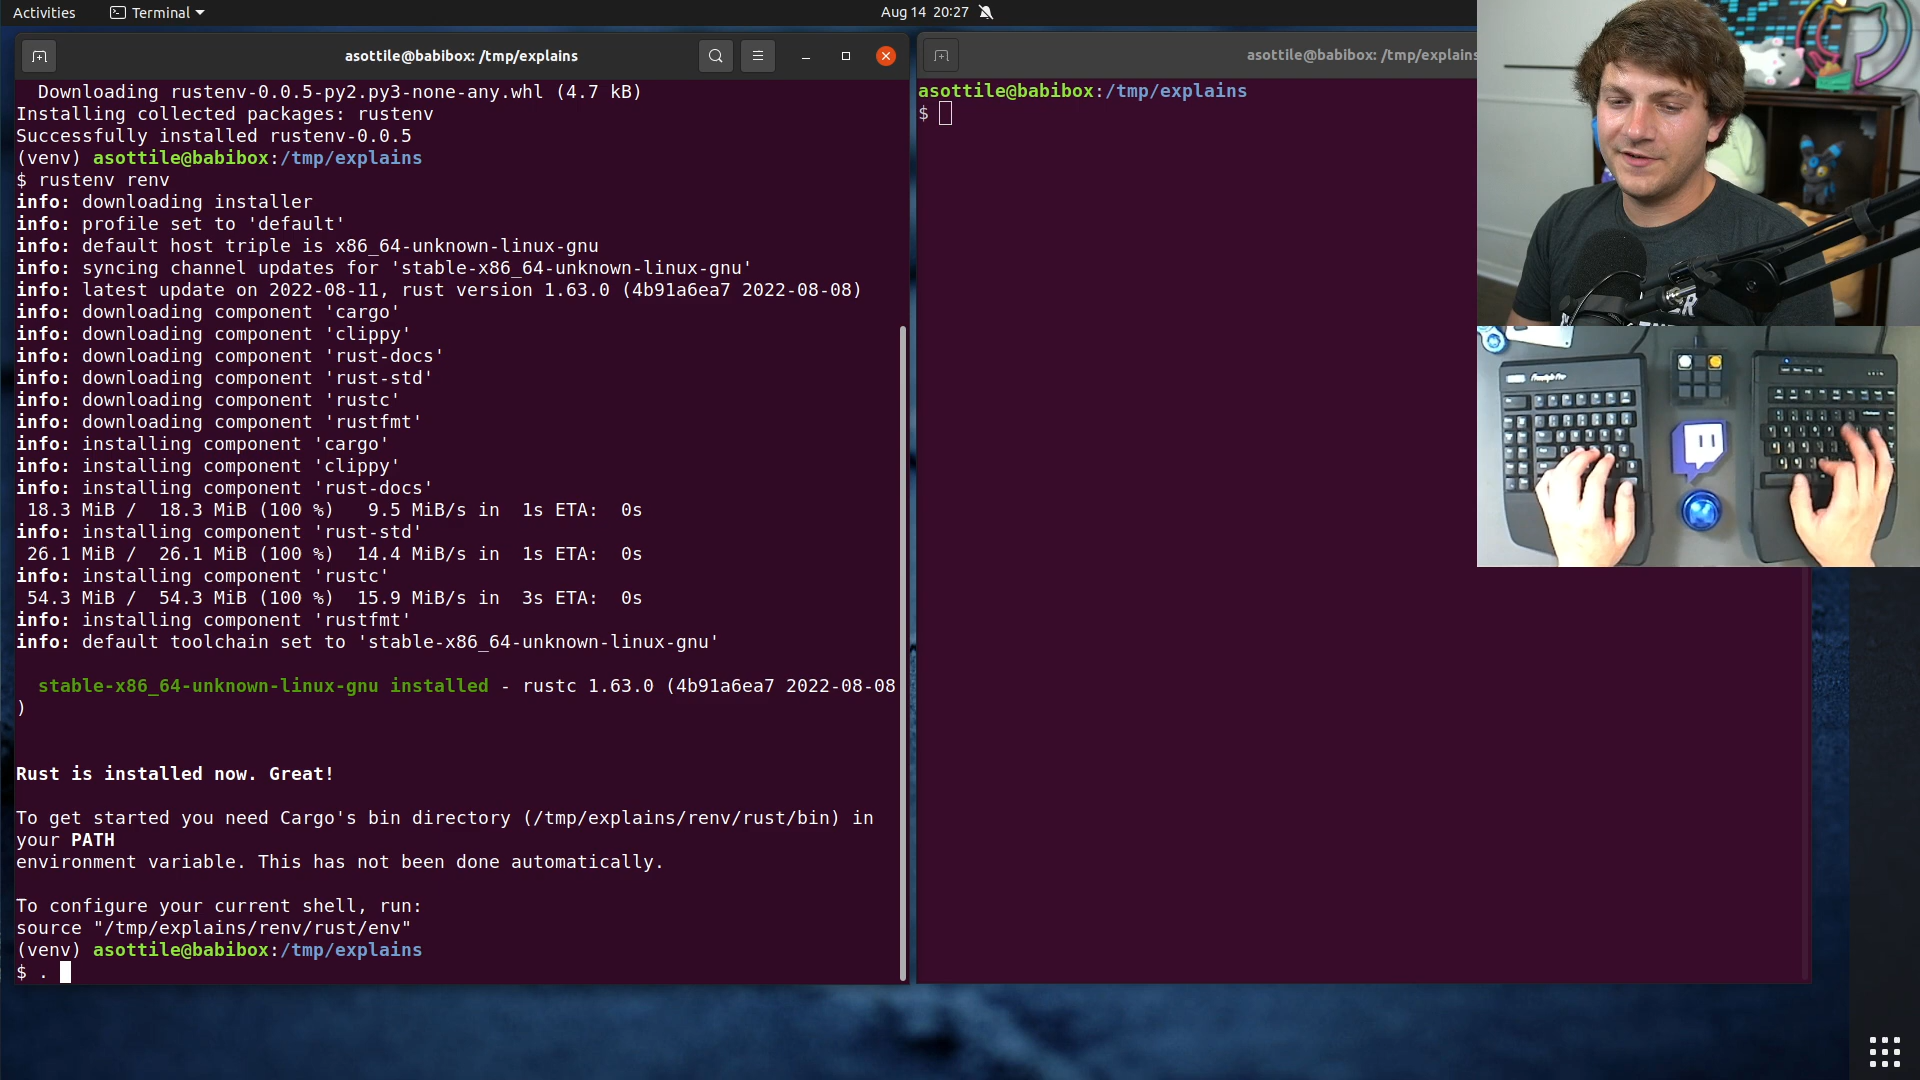 Activities
Terminal
Aug 14 20:27
asottile@babibox: /tmp/explains
Downloading rustenv-0.0.5-py2.py3-none-any.whl (4.7 kB)
Installing collected packages: rustenv
Successfully installed rustenv-0.0.5
(venv) asottile@babibox:/tmp/explains
$ rustenv renv
info: downloading installer
info: profile set to 'default'
info: default host triple is x86_64-unknown-linux-gnu
info: syncing channel updates for 'stable-x86_64-unknown-linux-gnu'
info: latest update on 2022-08-11, rust version 1.63.0 (4b91a6ea7 2022-08-08)
info: downloading component 'cargo'
info: downloading component 'clippy'
info: downloading component 'rust-docs'
info: downloading component 'rust-std'
info: downloading component 'rustc'
info: downloading component 'rustfmt'
info: installing component 'cargo'
info: installing component 'clippy'
info: installing component 'rust-docs'
18.3 MiB / 18.3 MiB (100 %) 9.5 MiB/s in 1s ETA: 0s
info: installing component 'rust-std'
26.1 MiB / 26.1 MiB (100 %) 14.4 MiB/s in 1s ETA: 0s
info: installing component 'rustc'
54.3 MiB / 54.3 MiB (100 %) 15.9 MiB/s in 3s ETA: 0s
info: installing component 'rustfmt'
info: default toolchain set to 'stable-x86_64-unknown-linux-gnu'
stable-x86_64-unknown-linux-gnu installed - rustc 1.63.0 (4b91a6ea7 2022-08-08
)
Rust is installed now. Great!
To get started you need Cargo's bin directory (/tmp/explains/renv/rust/bin) in
your PATH
environment variable. This has not been done automatically.
To configure your current shell, run:
source "/tmp/explains/renv/rust/env"
(venv) asottile@babibox:/tmp/explains
$ .
asottile@babibox: /tmp/explains
asottile@babibox:/tmp/explains
$